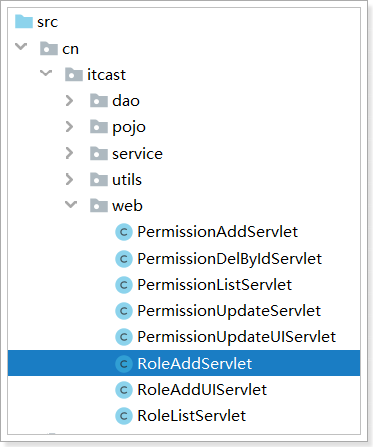 src
cn
itcast
dao
pojo
service
utils
web
C PermissionAddServlet
C PermissionDelByIdServlet
C PermissionListServlet
C PermissionUpdateServlet
C PermissionUpdateUIServlet
C RoleAddServlet
C RoleAddUIServlet
C RoleListServlet